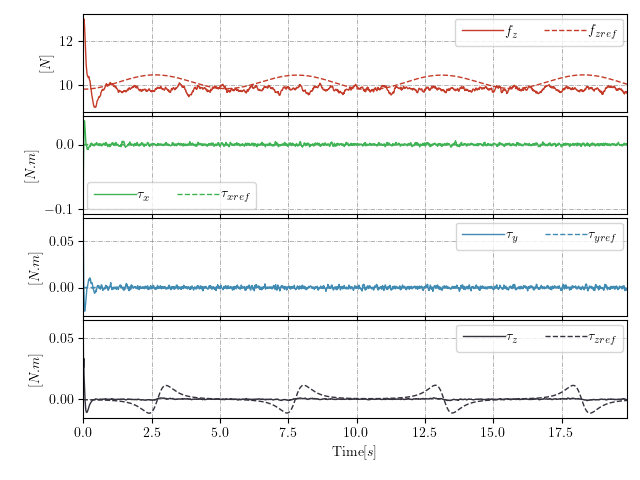 12
10
[N]
f_z
f_zref
0.0
−0.1
[N.m]
τ_x
τ_xref
0.05
0.00
[N.m]
τ_y
τ_yref
0.05
0.00
[N.m]
τ_z
τ_zref
0.0 2.5 5.0 7.5 10.0 12.5 15.0 17.5
Time[s]